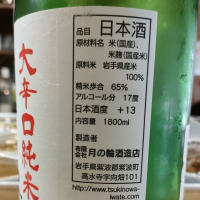 大辛口純米
品目 日本酒
原材料名 米(国産)、
米麹(国産米)
原料米 岩手県産米
100%
精米歩合 65%
アルコール分 17度
日本酒度 +13
内容量 1800ml
製造者
有限会社 月の輪酒造店
岩手県紫波郡紫波町
高水寺字向畑101
http://www.tsukinowa-
iwate.com